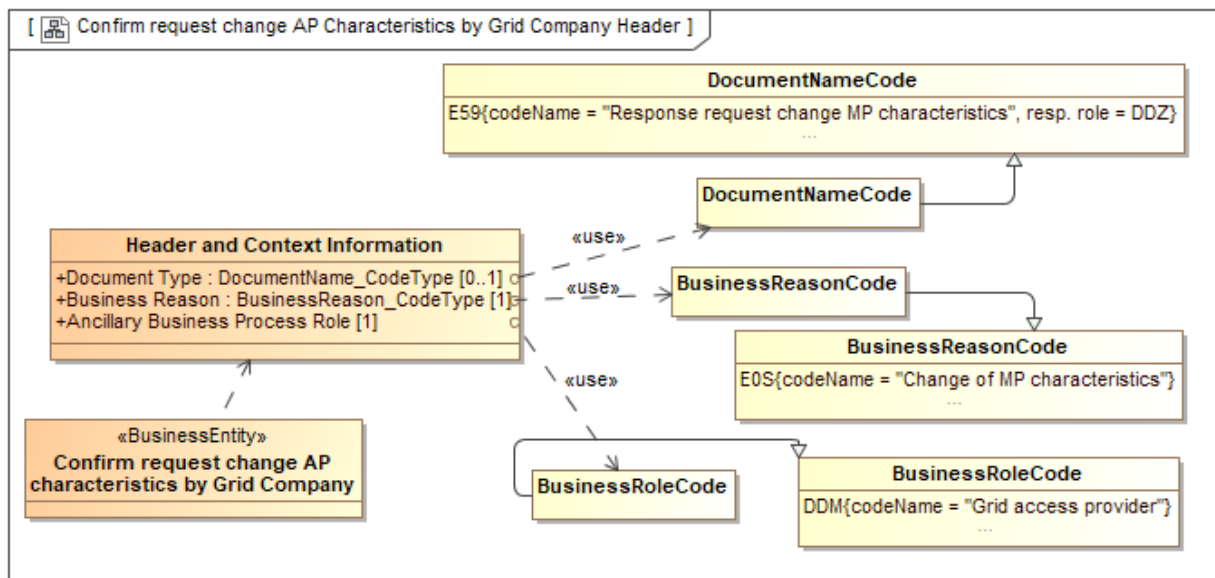 [ Confirm request change AP Characteristics by Grid Company Header ]
DocumentNameCode
E59{codeName = "Response request change MP characteristics", resp. role = DDZ}
...
DocumentNameCode
Header and Context Information
«use»
+Document Type : DocumentName_CodeType [0..1]
+Business Reason : BusinessReason_CodeType [1]
+Ancillary Business Process Role [1]
«use»
BusinessReasonCode
BusinessReasonCode
E0S{codeName = "Change of MP characteristics"}
...
«use»
«BusinessEntity»
Confirm request change AP
characteristics by Grid Company
BusinessRoleCode
BusinessRoleCode
DDM{codeName = "Grid access provider"}
...